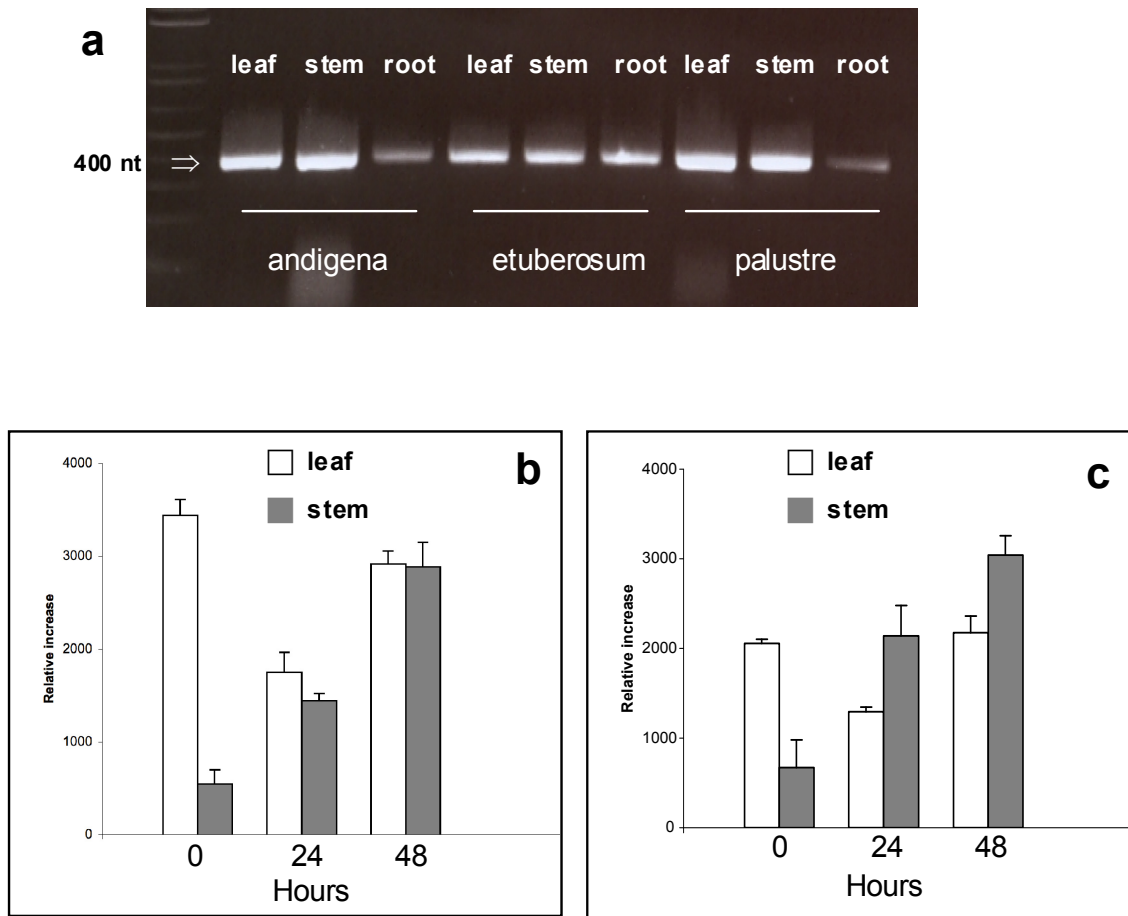 a
leaf stem root leaf stem root leaf stem root
400 nt ⇒
andigena etuberosum palustre
b
leaf
stem
4000
3000
2000
1000
0
Relative increase
0 24 48
Hours
c
leaf
stem
4000
3000
2000
1000
0
Relative increase
0 24 48
Hours